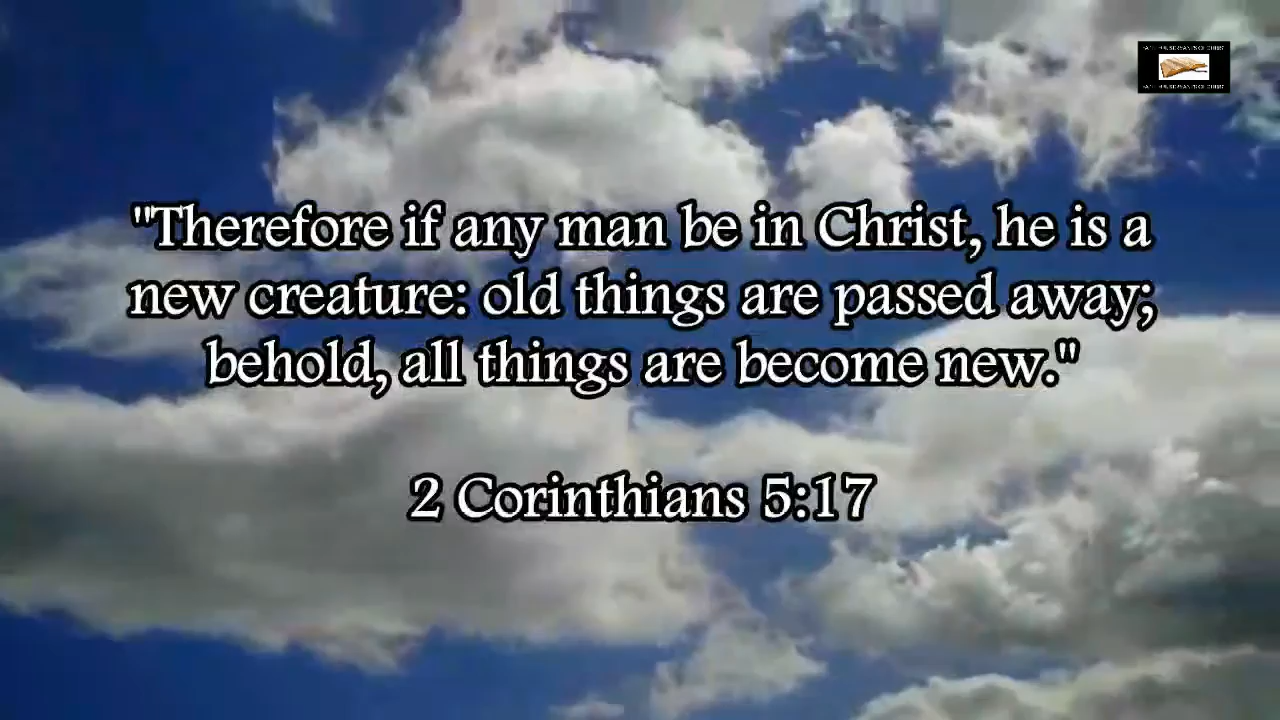 "Therefore if any man be in Christ, he is a
new creature: old things are passed away;
behold, all things are become new."
2 Corinthians 5:17